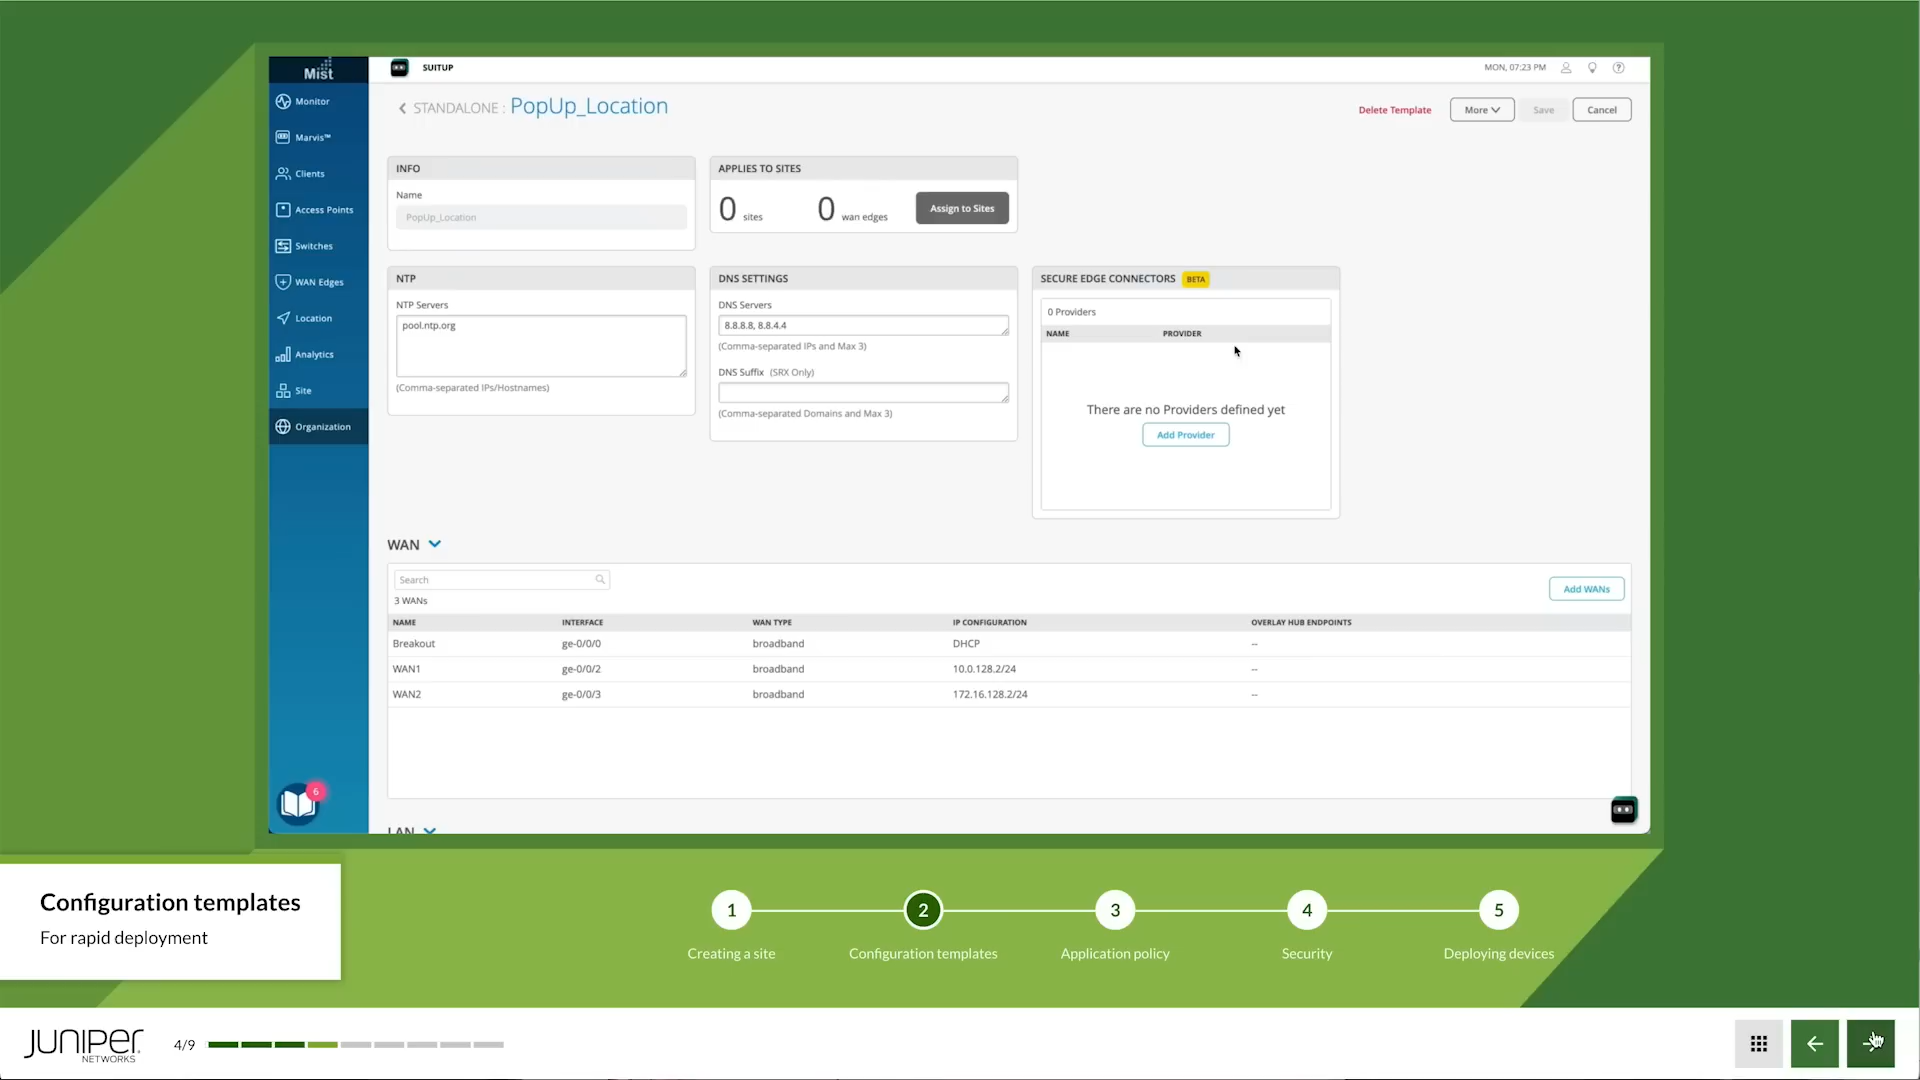 Mist
SUITUP
MON, 07:23 PM
Monitor
Marvis™
Clients
Access Points
Switches
WAN Edges
Location
Analytics
Site
Organization
6
STANDALONE : PopUp_Location
Delete Template
More
Save
Cancel
INFO
Name
PopUp_Location
APPLIES TO SITES
0 sites
0 wan edges
Assign to Sites
NTP
NTP Servers
pool.ntp.org
(Comma-separated IPs/Hostnames)
DNS SETTINGS
DNS Servers
8.8.8.8, 8.8.4.4
(Comma-separated IPs and Max 3)
DNS Suffix (SRX Only)
(Comma-separated Domains and Max 3)
SECURE EDGE CONNECTORS BETA
0 Providers
NAME PROVIDER
There are no Providers defined yet
Add Provider
WAN
Search
3 WANs
Add WANs
NAME INTERFACE WAN TYPE IP CONFIGURATION OVERLAY HUB ENDPOINTS
Breakout ge-0/0/0 broadband DHCP --
WAN1 ge-0/0/2 broadband 10.0.128.2/24 --
WAN2 ge-0/0/3 broadband 172.16.128.2/24 --
LAN
Configuration templates
For rapid deployment
1 2 3 4 5
Creating a site
Configuration templates
Application policy
Security
Deploying devices
JUNIPER
NETWORKS
4/9